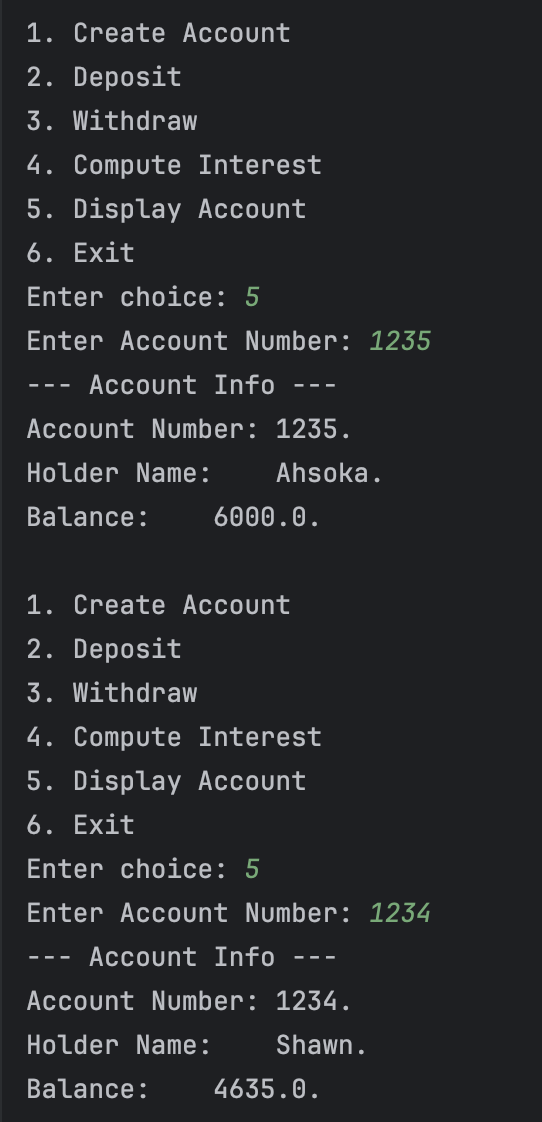 1. Create Account
2. Deposit
3. Withdraw
4. Compute Interest
5. Display Account
6. Exit
Enter choice: 5
Enter Account Number: 1235
--- Account Info ---
Account Number: 1235.
Holder Name:    Ahsoka.
Balance:    6000.0.

1. Create Account
2. Deposit
3. Withdraw
4. Compute Interest
5. Display Account
6. Exit
Enter choice: 5
Enter Account Number: 1234
--- Account Info ---
Account Number: 1234.
Holder Name:    Shawn.
Balance:    4635.0.